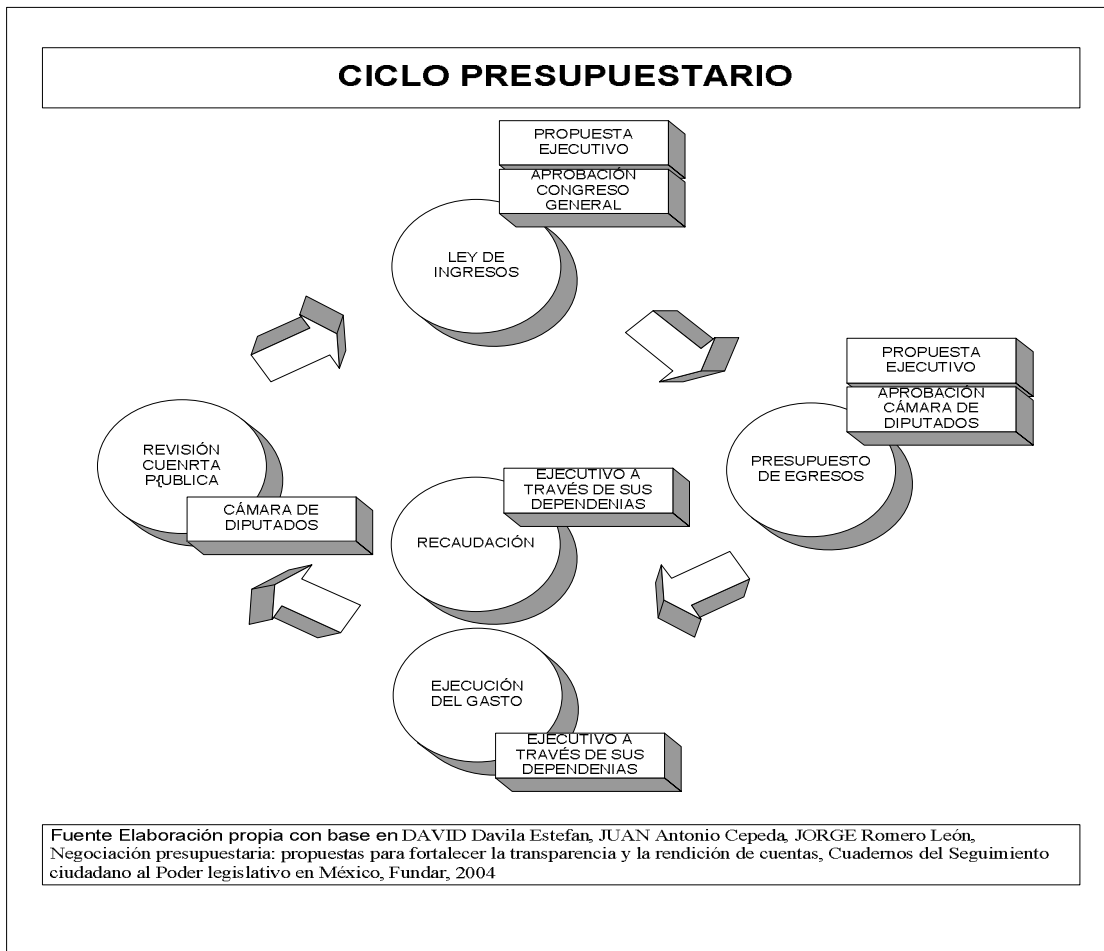 CICLO PRESUPUESTARIO
PROPUESTA
EJECUTIVO
APROBACIÓN
CONGRESO
GENERAL
LEY DE
INGRESOS
PROPUESTA
EJECUTIVO
APROBACIÓN
CÁMARA DE
DIPUTADOS
PRESUPUESTO
DE EGRESOS
REVISIÓN
CUENRTA
P{UBLICA
CÁMARA DE
DIPUTADOS
EJECUTIVO A
TRAVÉS DE SUS
DEPENDENIAS
RECAUDACIÓN
EJECUCIÓN
DEL GASTO
EJECUTIVO A
TRAVÉS DE SUS
DEPENDENIAS
Fuente Elaboración propia con base en DAVID Davila Estefan, JUAN Antonio Cepeda, JORGE Romero León,
Negociación presupuestaria: propuestas para fortalecer la transparencia y la rendición de cuentas, Cuadernos del Seguimiento
ciudadano al Poder legislativo en México, Fundar, 2004